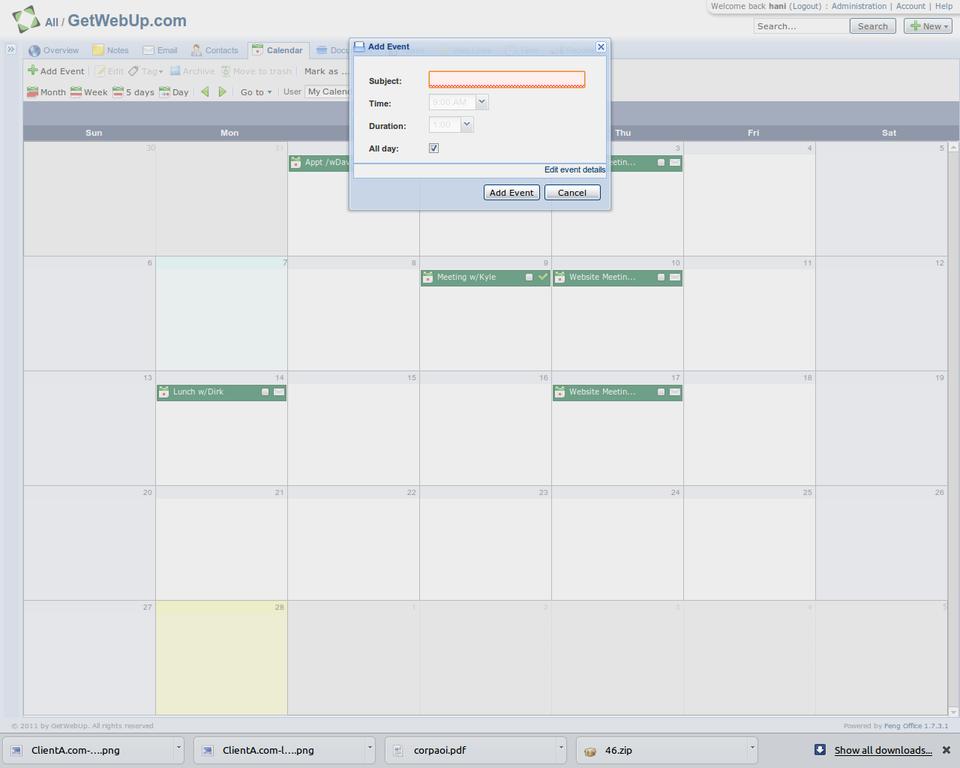 Welcome back hani (Logout) : Administration | Account | Help
All / GetWebUp.com
Search... Search New
Overview Notes Email Contacts Calendar
Add Event Edit Tag Archive Move to trash Mark as ...
Month Week 5 days Day Go to User
Add Event
Subject:
Time: 9:00 AM
Duration: 1:00
All day:
Edit event details
Add Event Cancel
Sun Mon Thu Fri Sat
30 31 3 4 5
Appt /wDav
6 7 8 9 10 11 12
Meeting w/Kyle Website Meetin...
13 14 15 16 17 18 19
Lunch w/Dirk Website Meetin...
20 21 22 23 24 25 26
27 28 1 2 3 4 5
© 2011 by GetWebUp. All rights reserved Powered by Feng Office 1.7.3.1
ClientA.com-....png ClientA.com-l....png corpaoi.pdf 46.zip Show all downloads...